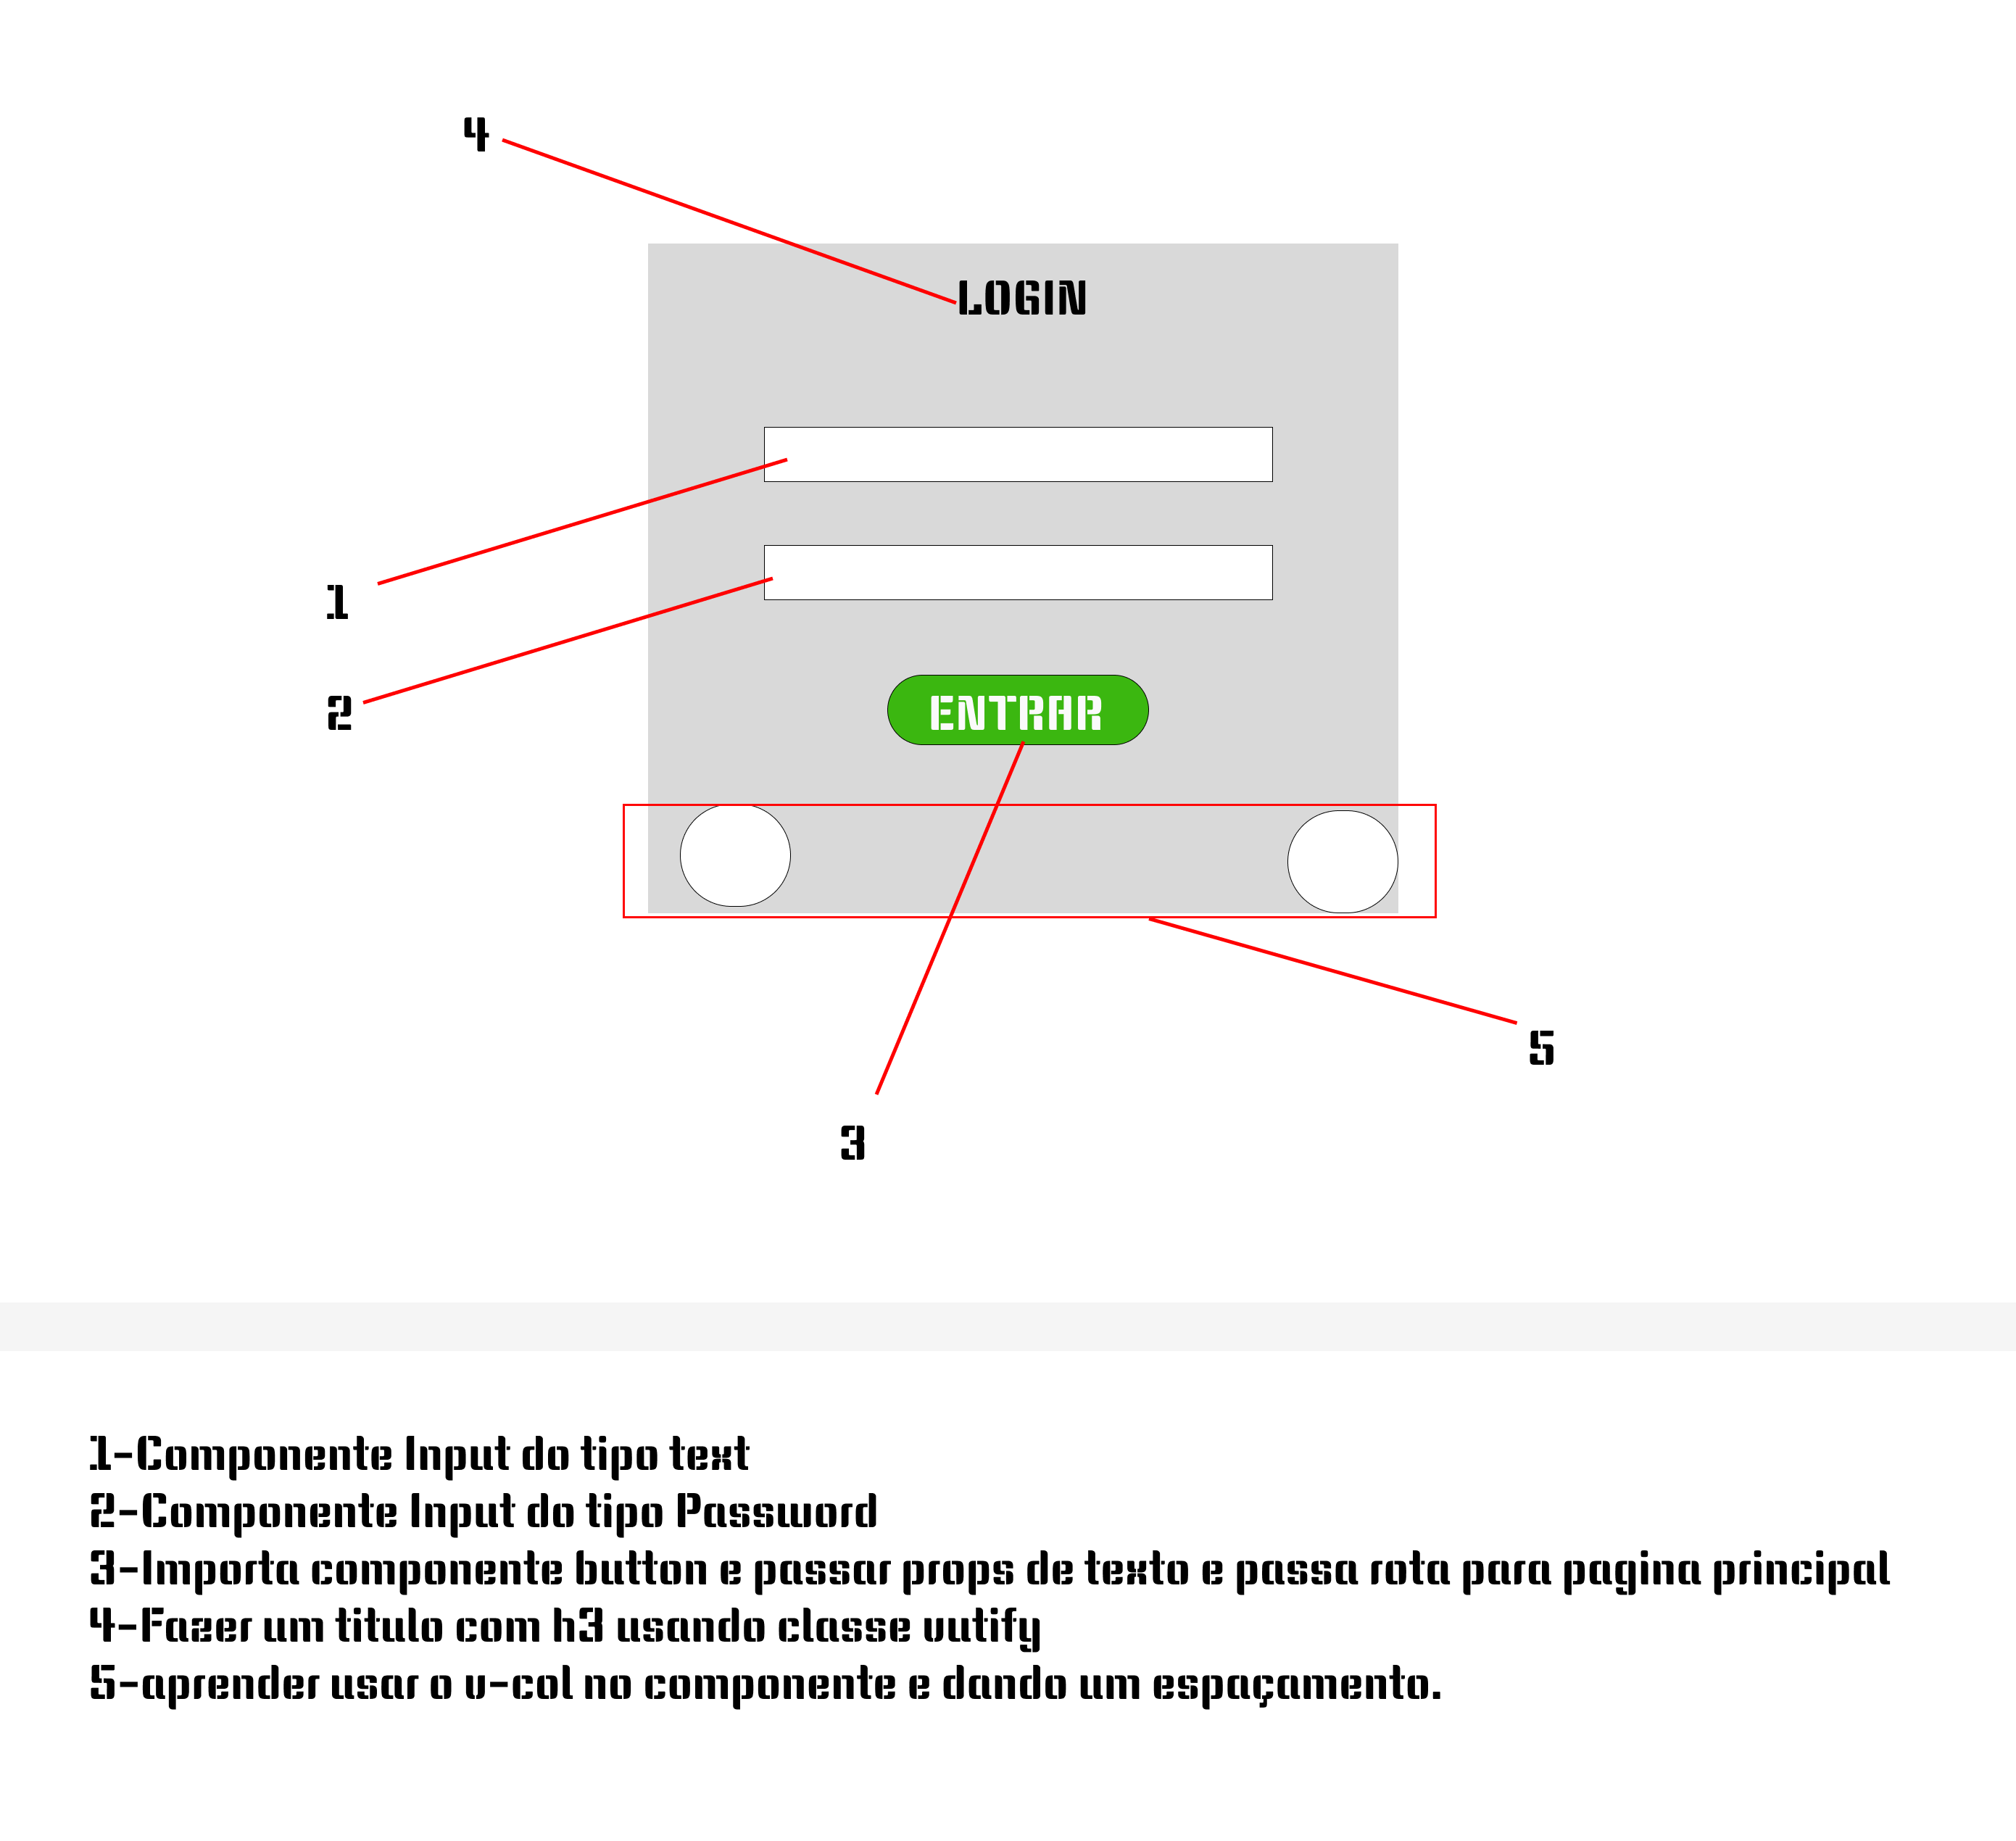 4
LOGIN
1
2
ENTRAR
5
3
1-Componente Input do tipo text
2-Componente Input do tipo Password
3-Importa componente button e passar props de texto e passa rota para pagina principal
4-Fazer um titulo com h3 usando classe vutify
5-aprender usar o v-col no componente e dando um espaçamento.